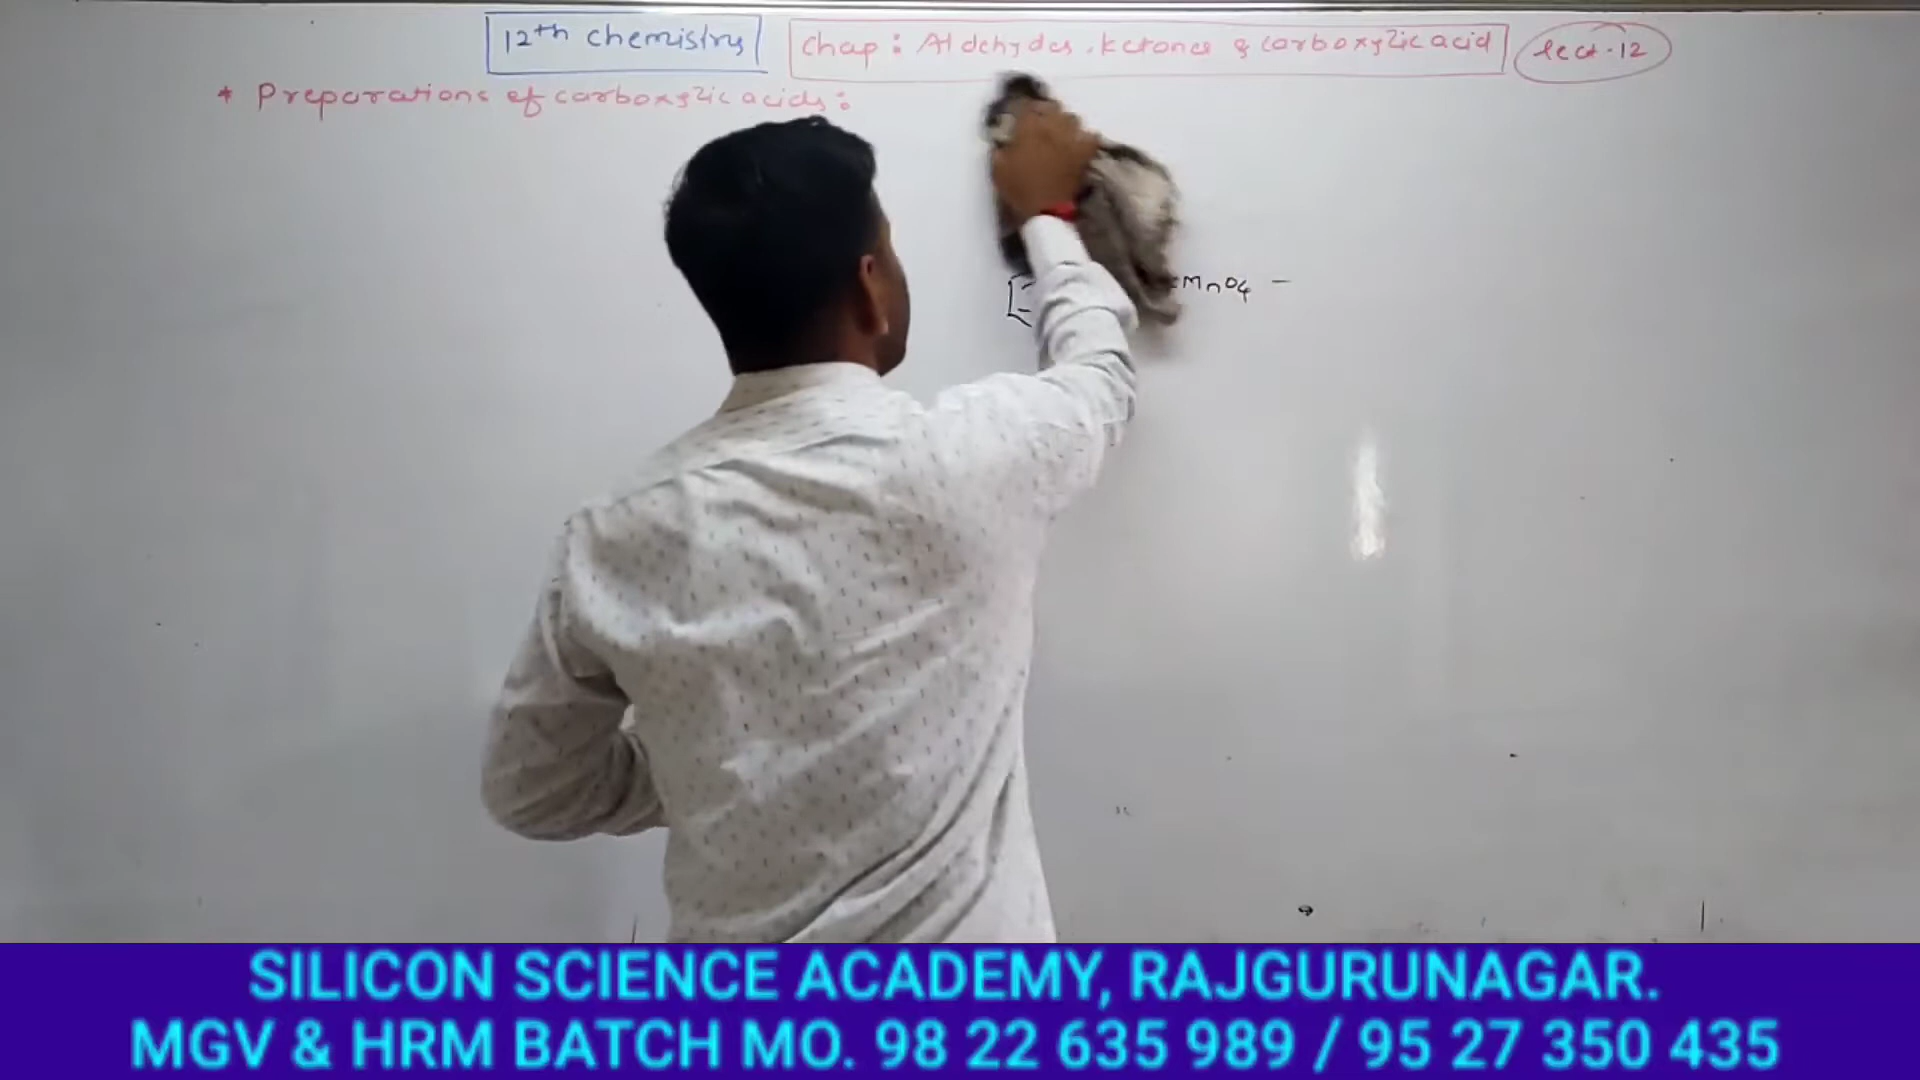 12th chemistry
Chap : Aldehydes, ketones & carboxylic acid
lect-12
* Preparations of carboxylic acids :
MnO4 -
SILICON SCIENCE ACADEMY, RAJGURUNAGAR.
MGV & HRM BATCH MO. 98 22 635 989 / 95 27 350 435